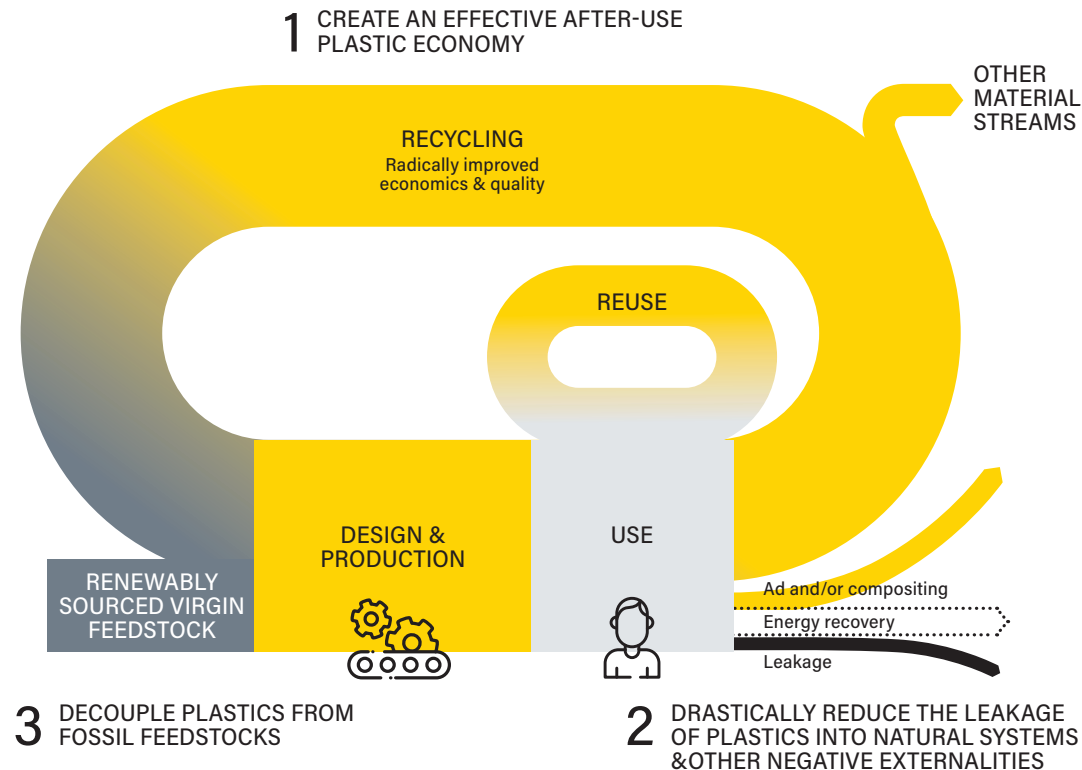 1 CREATE AN EFFECTIVE AFTER-USE
PLASTIC ECONOMY
OTHER
MATERIAL
STREAMS
RECYCLING
Radically improved
economics & quality
REUSE
DESIGN &
PRODUCTION
USE
RENEWABLY
SOURCED VIRGIN
FEEDSTOCK
Ad and/or compositing
Energy recovery
Leakage
3 DECOUPLE PLASTICS FROM
FOSSIL FEEDSTOCKS
2 DRASTICALLY REDUCE THE LEAKAGE
OF PLASTICS INTO NATURAL SYSTEMS
&OTHER NEGATIVE EXTERNALITIES